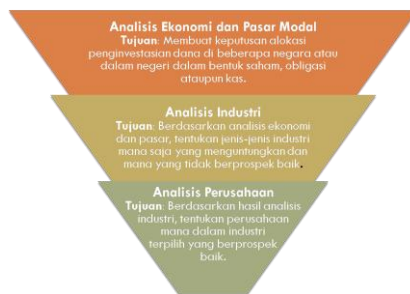 Analisis Ekonomi dan Pasar Modal
Tujuan: Membuat keputusan alokasi
penginvestasian dana di beberapa negara atau
dalam negeri dalam bentuk saham, obligasi
ataupun kas.
Analisis Industri
Tujuan: Berdasarkan analisis ekonomi
dan pasar, tentukan jenis-jenis industri
mana saja yang menguntungkan dan
mana yang tidak berprospek baik.
Analisis Perusahaan
Tujuan: Berdasarkan hasil analisis
industri, tentukan perusahaan
mana dalam industri
terpilih yang berprospek
baik.